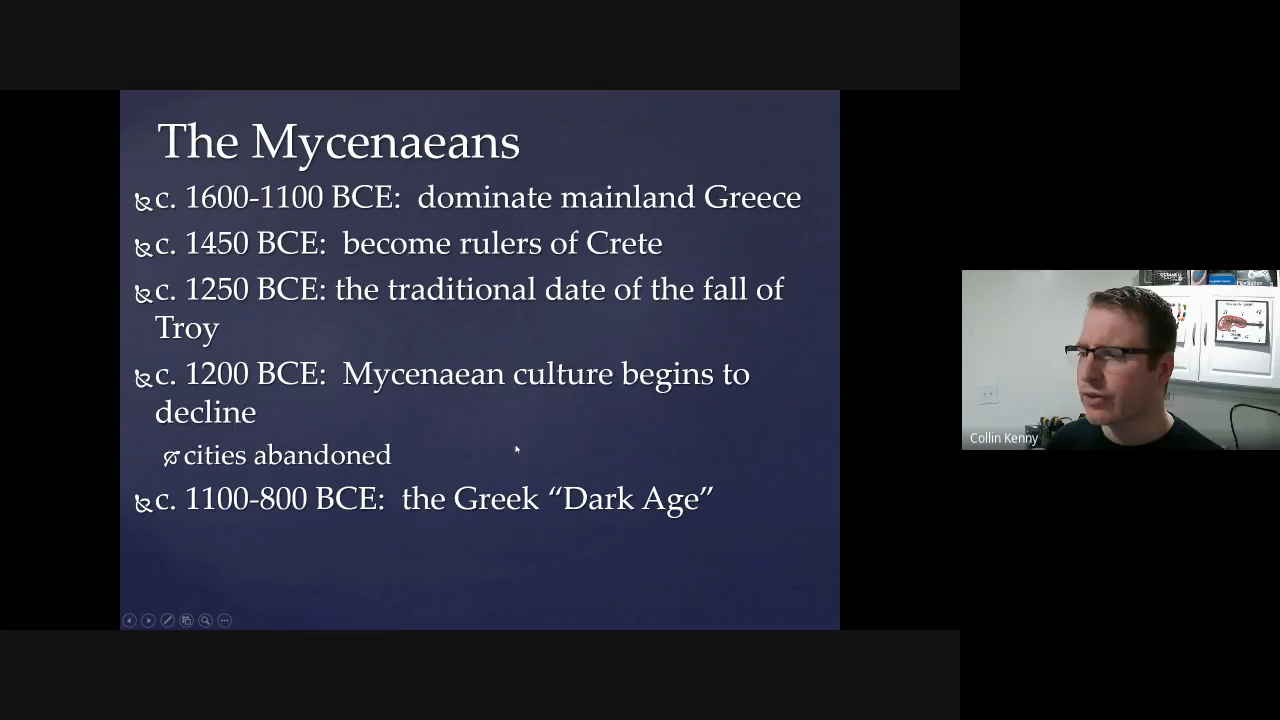 The Mycenaeans
c. 1600-1100 BCE:  dominate mainland Greece
c. 1450 BCE:  become rulers of Crete
c. 1250 BCE: the traditional date of the fall of
Troy
c. 1200 BCE:  Mycenaean culture begins to
decline
cities abandoned
c. 1100-800 BCE:  the Greek “Dark Age”
Collin Kenny